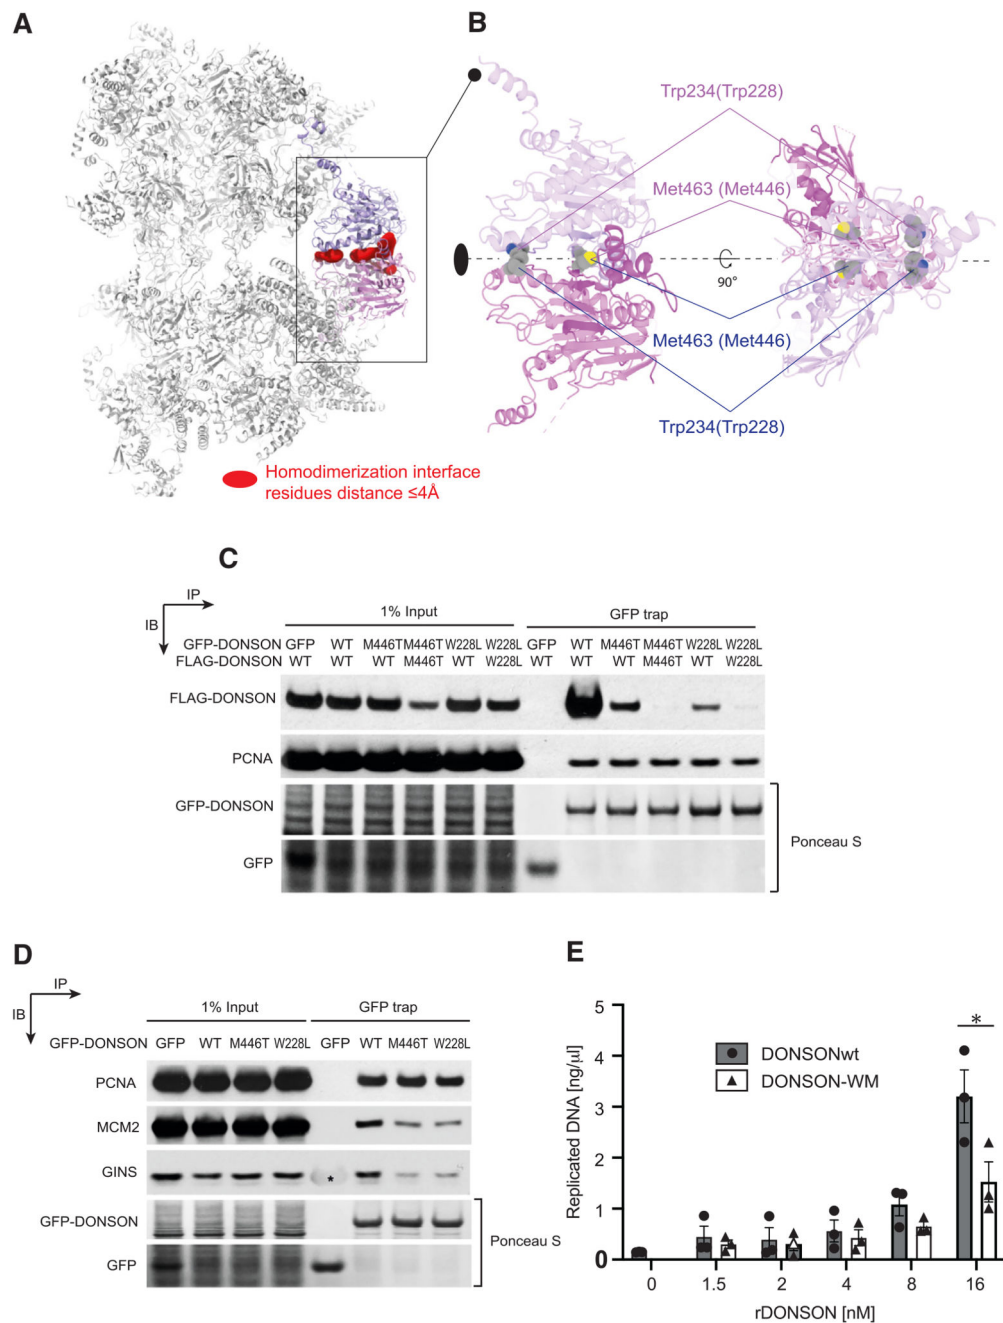 A
B
Trp234(Trp228)
Met463 (Met446)
90°
Met463 (Met446)
Trp234(Trp228)
Homodimerization interface
residues distance ≤4Å
C
IP
IB
1% Input GFP trap
GFP-DONSON GFP WT M446T M446T W228L W228L GFP WT M446T M446T W228L W228L
FLAG-DONSON WT WT WT M446T WT W228L WT WT WT M446T WT W228L
FLAG-DONSON
PCNA
GFP-DONSON
GFP
Ponceau S
D
IP
IB
1% Input GFP trap
GFP-DONSON GFP WT M446T W228L GFP WT M446T W228L
PCNA
MCM2
GINS
*
GFP-DONSON
GFP
Ponceau S
E
Replicated DNA [ng/µl]
5
4
3
2
1
0
*
DONSONwt
DONSON-WM
0 1.5 2 4 8 16
rDONSON [nM]